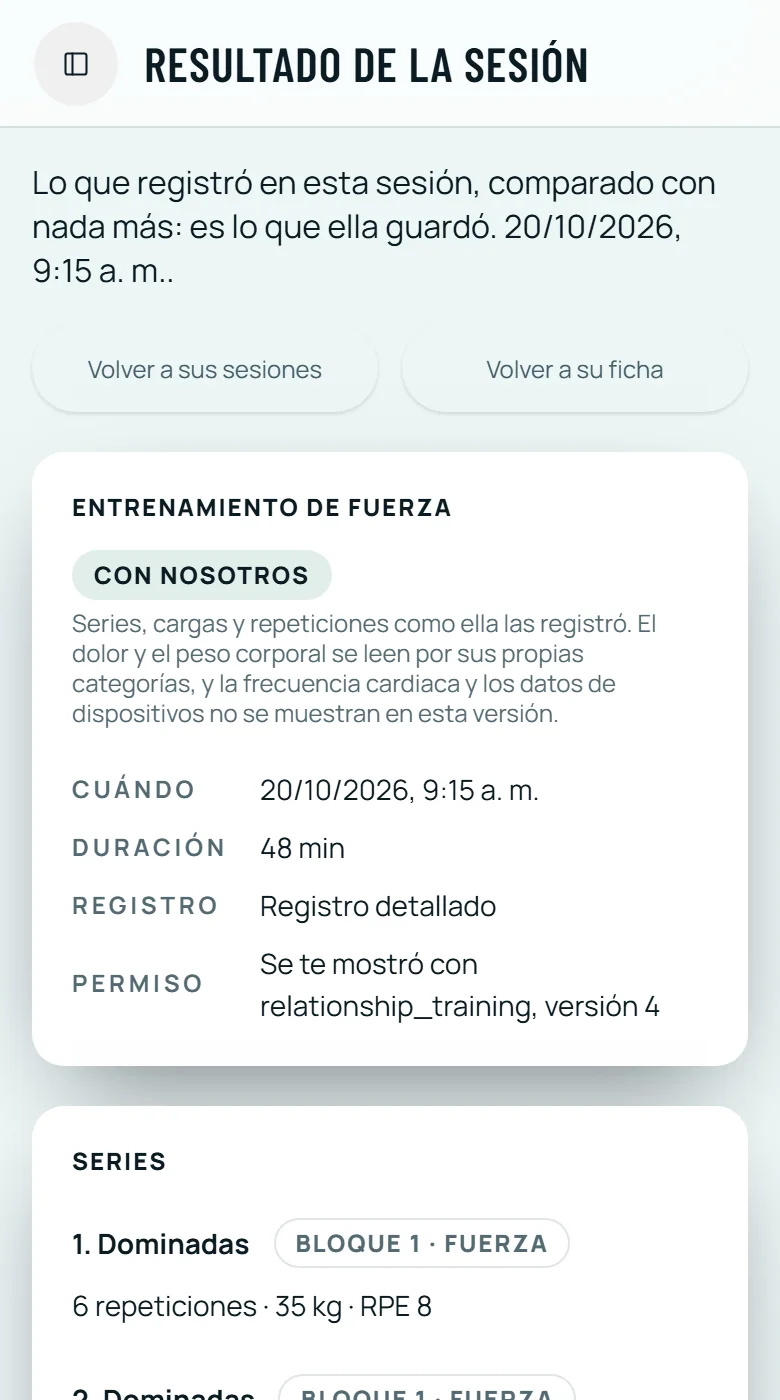 RESULTADO DE LA SESIÓN
Lo que registró en esta sesión, comparado con
nada más: es lo que ella guardó. 20/10/2026,
9:15 a. m..
Volver a sus sesiones
Volver a su ficha
ENTRENAMIENTO DE FUERZA
CON NOSOTROS
Series, cargas y repeticiones como ella las registró. El
dolor y el peso corporal se leen por sus propias
categorías, y la frecuencia cardiaca y los datos de
dispositivos no se muestran en esta versión.
CUÁNDO 20/10/2026, 9:15 a. m.
DURACIÓN 48 min
REGISTRO Registro detallado
PERMISO Se te mostró con
relationship_training, versión 4
SERIES
1. Dominadas BLOQUE 1 · FUERZA
6 repeticiones · 35 kg · RPE 8
2. Dominadas BLOQUE 1 · FUERZA